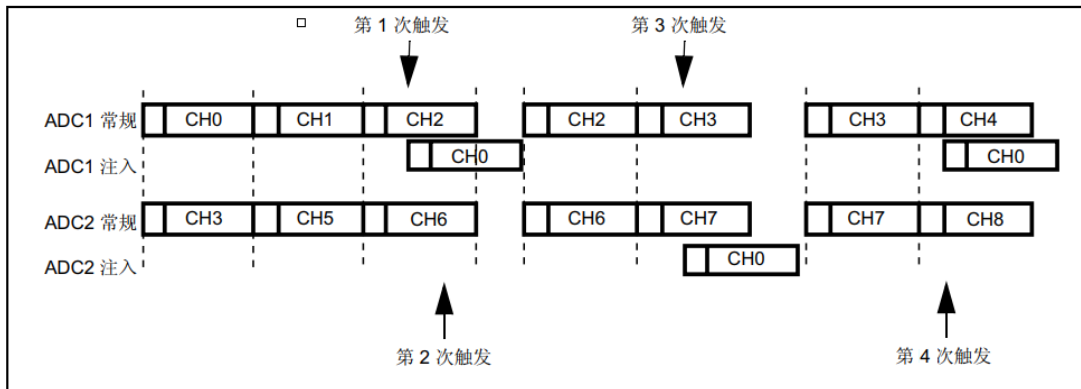 第 1 次触发 第 3 次触发
ADC1 常规 CH0 CH1 CH2 CH2 CH3 CH3 CH4
ADC1 注入 CH0 CH0
ADC2 常规 CH3 CH5 CH6 CH6 CH7 CH7 CH8
ADC2 注入 CH0
第 2 次触发 第 4 次触发